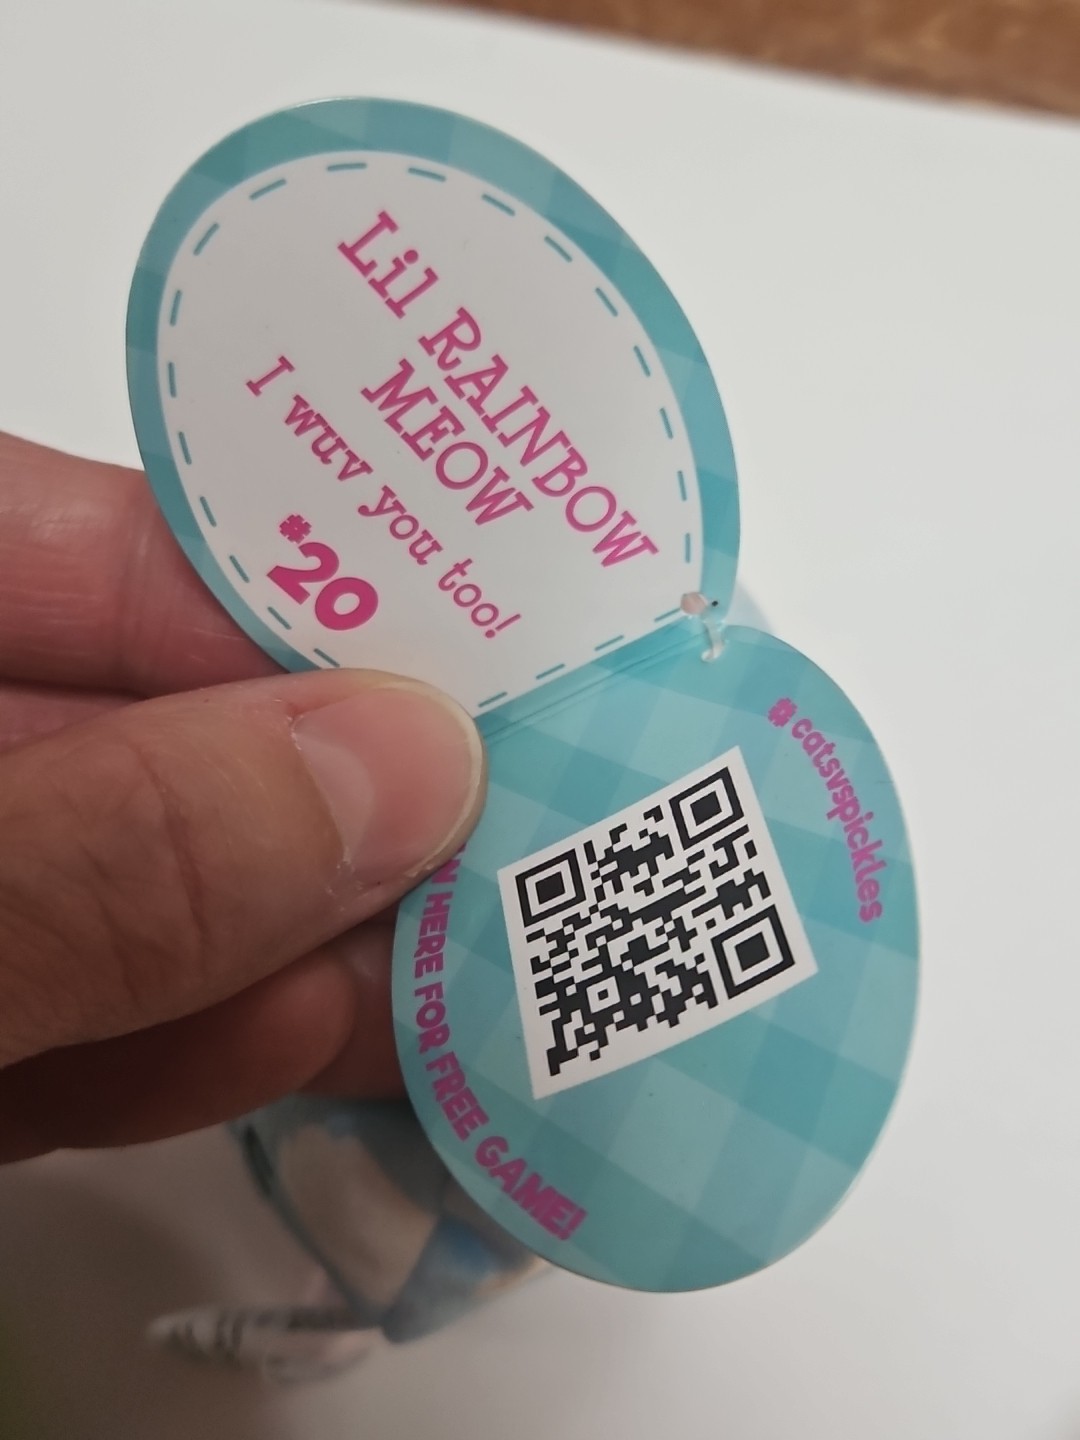 Lil RAINBOW
MEOW
I wuv you too!
#20
#catsvspickles
HERE FOR FREE GAME!